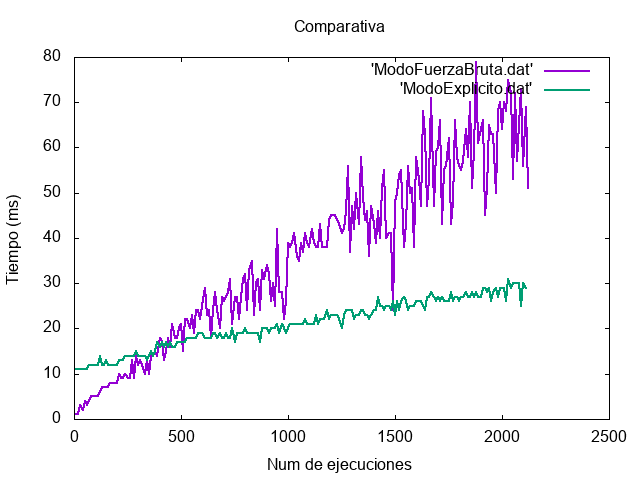 Comparativa
'ModoFuerzaBruta.dat'
'ModoExplicito.dat'
Tiempo (ms)
80
70
60
50
40
30
20
10
0
0 500 1000 1500 2000 2500
Num de ejecuciones